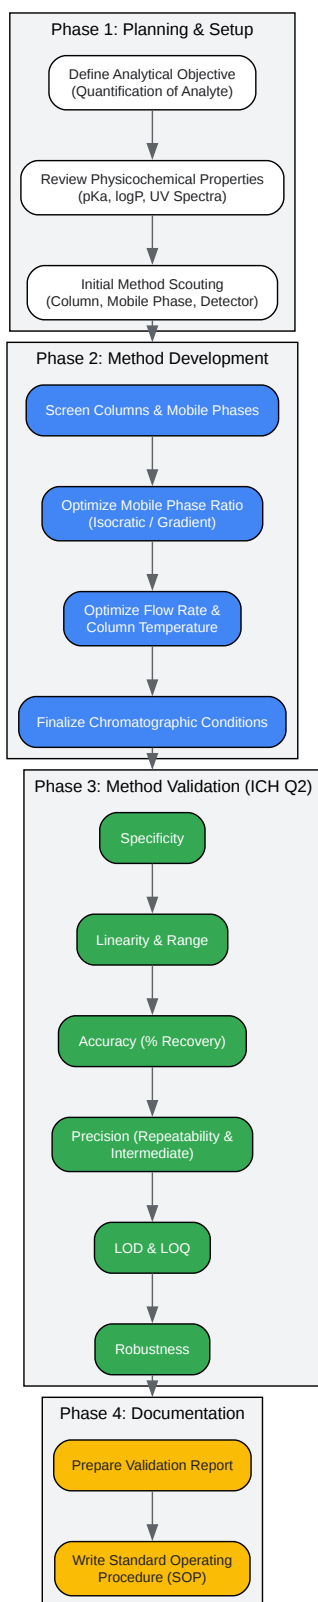 Phase 1: Planning & Setup
Define Analytical Objective
(Quantification of Analyte)
Review Physicochemical Properties
(pKa, logP, UV Spectra)
Initial Method Scouting
(Column, Mobile Phase, Detector)
Phase 2: Method Development
Screen Columns & Mobile Phases
Optimize Mobile Phase Ratio
(Isocratic / Gradient)
Optimize Flow Rate &
Column Temperature
Finalize Chromatographic Conditions
Phase 3: Method Validation (ICH Q2)
Specificity
Linearity & Range
Accuracy (% Recovery)
Precision (Repeatability &
Intermediate)
LOD & LOQ
Robustness
Phase 4: Documentation
Prepare Validation Report
Write Standard Operating
Procedure (SOP)